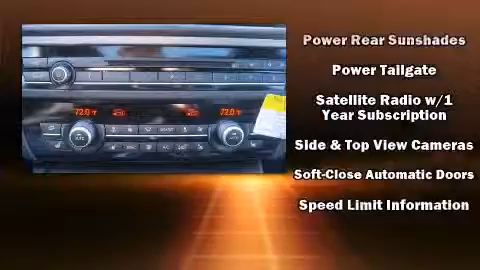 Power Rear Sunshades
Power Tailgate
Satellite Radio w/1
Year Subscription
Side & Top View Cameras
Soft-Close Automatic Doors
Speed Limit Information
72.0
72.0